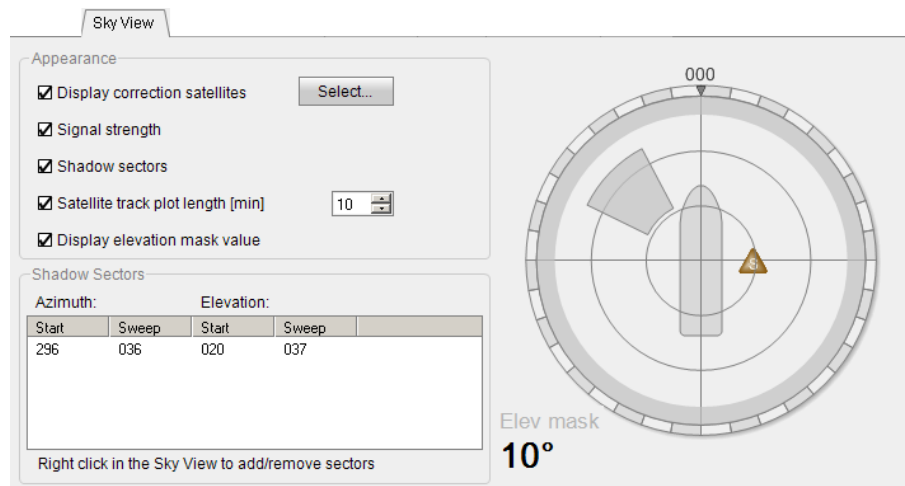 Sky View
Appearance
Display correction satellites
Select...
Signal strength
Shadow sectors
Satellite track plot length [min]
10
Display elevation mask value
Shadow Sectors
Azimuth: Elevation:
Start Sweep Start Sweep
296 036 020 037
Right click in the Sky View to add/remove sectors
000
S
Elev mask
10°